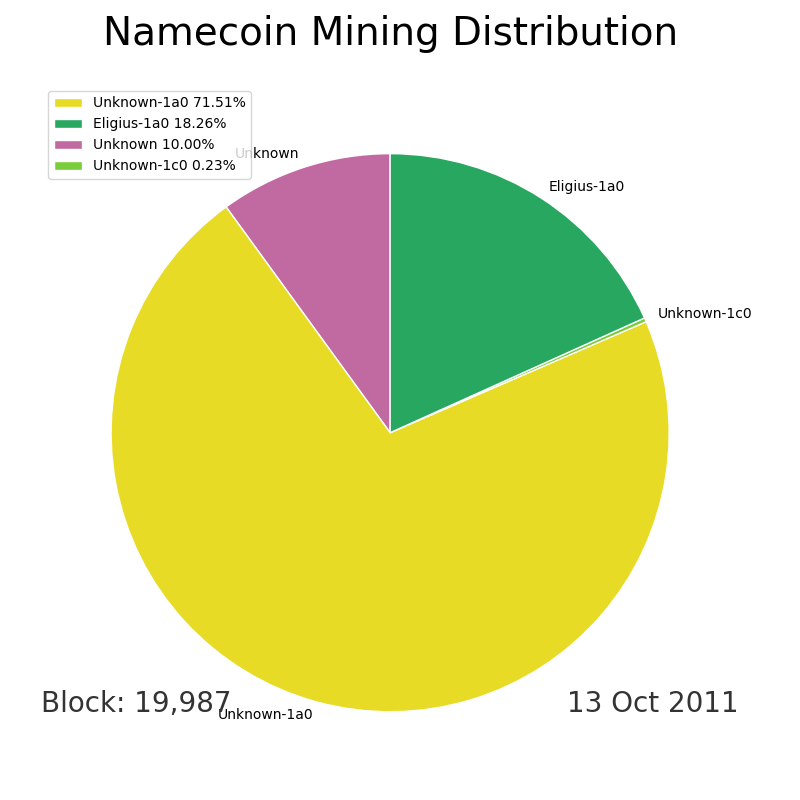 Namecoin Mining Distribution
Unknown-1a0 71.51%
Eligius-1a0 18.26%
Unknown 10.00%
Unknown-1c0 0.23%
Unknown
Eligius-1a0
Unknown-1c0
Block: 19,987
13 Oct 2011
Unknown-1a0